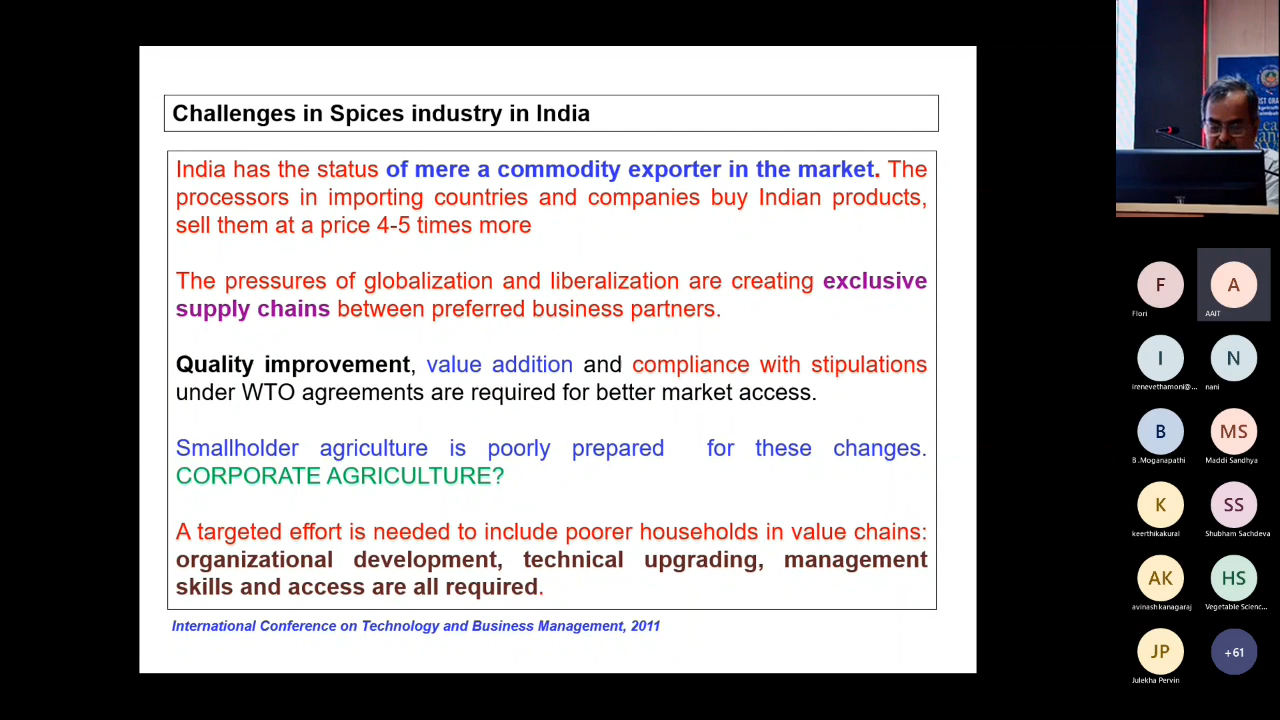 Challenges in Spices industry in India
India has the status of mere a commodity exporter in the market. The
processors in importing countries and companies buy Indian products,
sell them at a price 4-5 times more
The pressures of globalization and liberalization are creating exclusive
supply chains between preferred business partners.
Quality improvement, value addition and compliance with stipulations
under WTO agreements are required for better market access.
Smallholder agriculture is poorly prepared for these changes.
CORPORATE AGRICULTURE?
A targeted effort is needed to include poorer households in value chains:
organizational development, technical upgrading, management
skills and access are all required.
International Conference on Technology and Business Management, 2011
F
Flori
A
AAIT
I
irenevethamoni@...
N
nani
B
B .Moganapathi
MS
Maddi Sandhya
K
keerthikakural
SS
Shubham Sachdeva
AK
avinashkanagaraj
HS
Vegetable Scienc...
JP
Julekha Pervin
+61